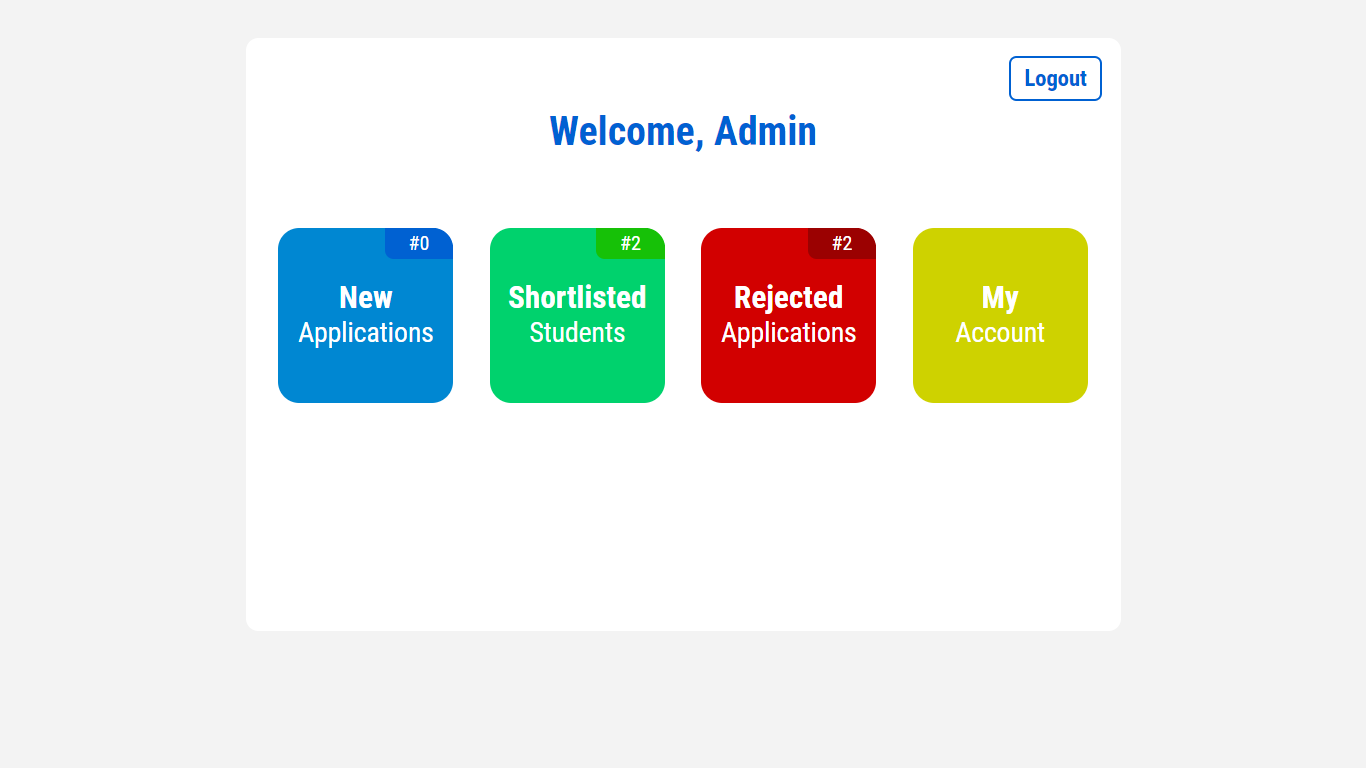 Logout
Welcome, Admin
#0
New
Applications
#2
Shortlisted
Students
#2
Rejected
Applications
My
Account